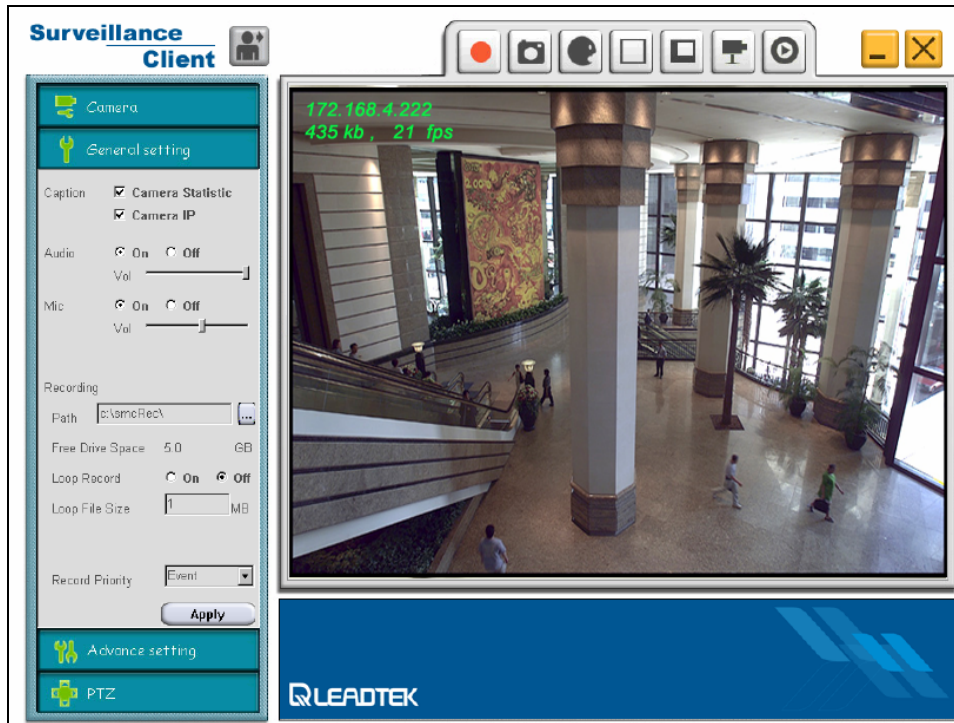 Surveillance
Client
Camera
General setting
Caption Camera Statistic
Camera IP
Audio On Off
Vol
Mic On Off
Vol
Recording
Path c:\smcRec\ ...
Free Drive Space 5.0 GB
Loop Record On Off
Loop File Size 1 MB
Record Priority Event
Apply
Advance setting
PTZ
172.168.4.222
435 kb , 21 fps
LEADTEK